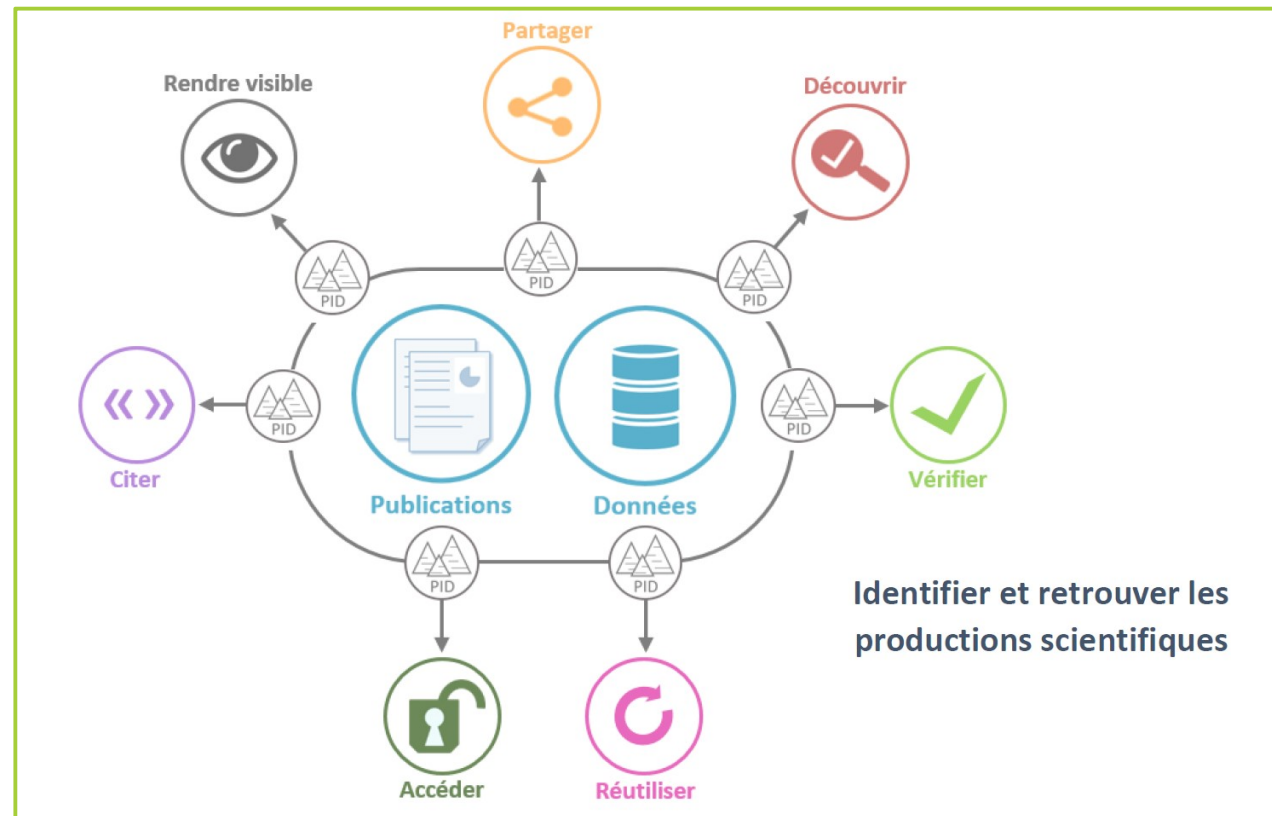 Partager
Rendre visible
Découvrir
PID
PID
PID
PID
PID
« »
Citer
Publications
Données
Vérifier
PID
PID
Identifier et retrouver les
productions scientifiques
Accéder
Réutiliser